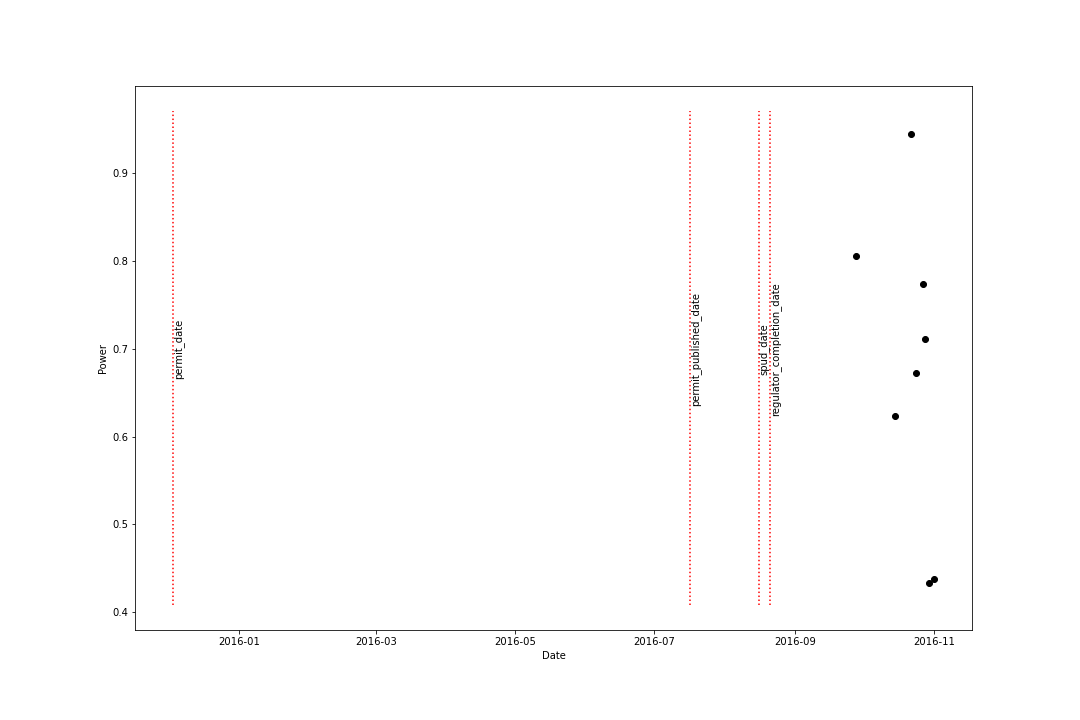 0.9
0.8
0.7
0.6
0.5
0.4
Power
permit_date
permit_published_date
spud_date
regulator_completion_date
2016-01
2016-03
2016-05
2016-07
2016-09
2016-11
Date